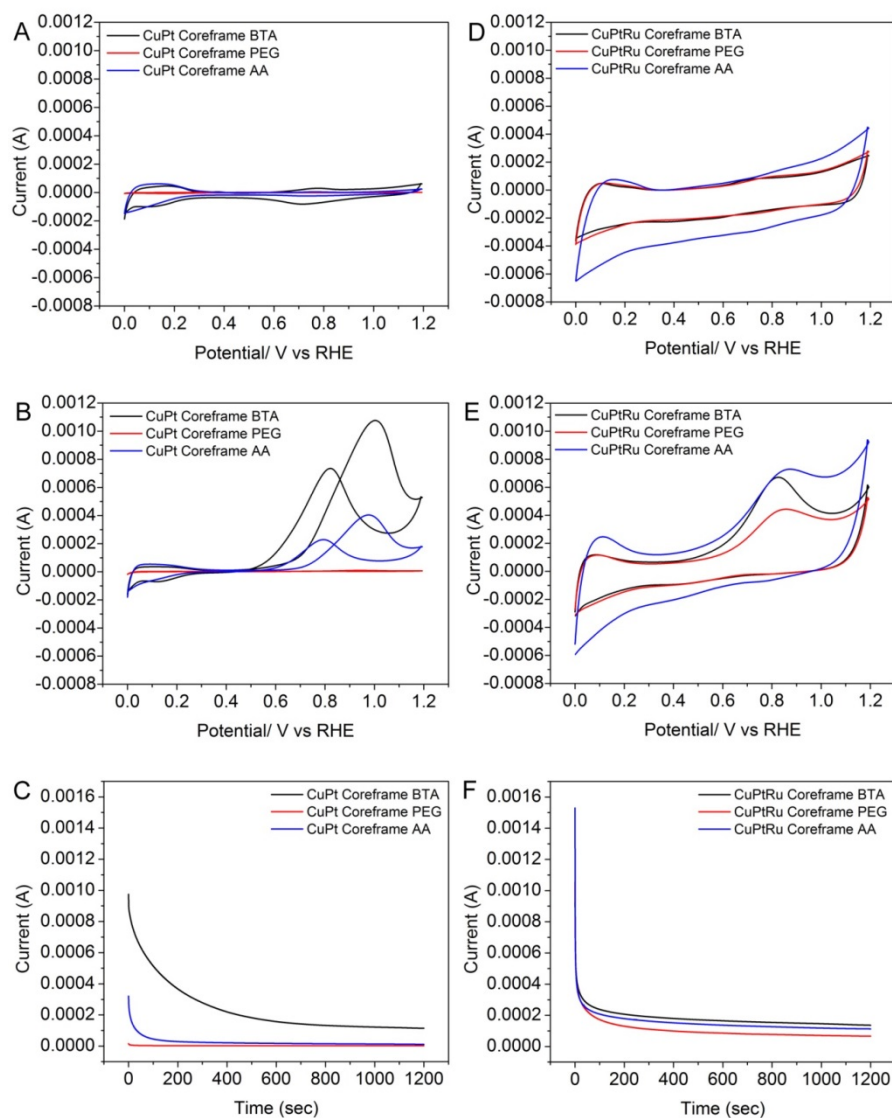 A
CuPt Coreframe BTA
CuPt Coreframe PEG
CuPt Coreframe AA
0.0012
0.0010
0.0008
0.0006
0.0004
0.0002
0.0000
-0.0002
-0.0004
-0.0006
-0.0008
Current (A)
0.0 0.2 0.4 0.6 0.8 1.0 1.2
Potential/ V vs RHE
D
CuPtRu Coreframe BTA
CuPtRu Coreframe PEG
CuPtRu Coreframe AA
0.0012
0.0010
0.0008
0.0006
0.0004
0.0002
0.0000
-0.0002
-0.0004
-0.0006
-0.0008
Current (A)
0.0 0.2 0.4 0.6 0.8 1.0 1.2
Potential/ V vs RHE
B
CuPt Coreframe BTA
CuPt Coreframe PEG
CuPt Coreframe AA
0.0012
0.0010
0.0008
0.0006
0.0004
0.0002
0.0000
-0.0002
-0.0004
-0.0006
-0.0008
Current (A)
0.0 0.2 0.4 0.6 0.8 1.0 1.2
Potential/ V vs RHE
E
CuPtRu Coreframe BTA
CuPtRu Coreframe PEG
CuPtRu Coreframe AA
0.0012
0.0010
0.0008
0.0006
0.0004
0.0002
0.0000
-0.0002
-0.0004
-0.0006
-0.0008
Current (A)
0.0 0.2 0.4 0.6 0.8 1.0 1.2
Potential/ V vs RHE
C
CuPt Coreframe BTA
CuPt Coreframe PEG
CuPt Coreframe AA
0.0016
0.0014
0.0012
0.0010
0.0008
0.0006
0.0004
0.0002
0.0000
Current (A)
0 200 400 600 800 1000 1200
Time (sec)
F
CuPtRu Coreframe BTA
CuPtRu Coreframe PEG
CuPtRu Coreframe AA
0.0016
0.0014
0.0012
0.0010
0.0008
0.0006
0.0004
0.0002
0.0000
Current (A)
0 200 400 600 800 1000 1200
Time (sec)